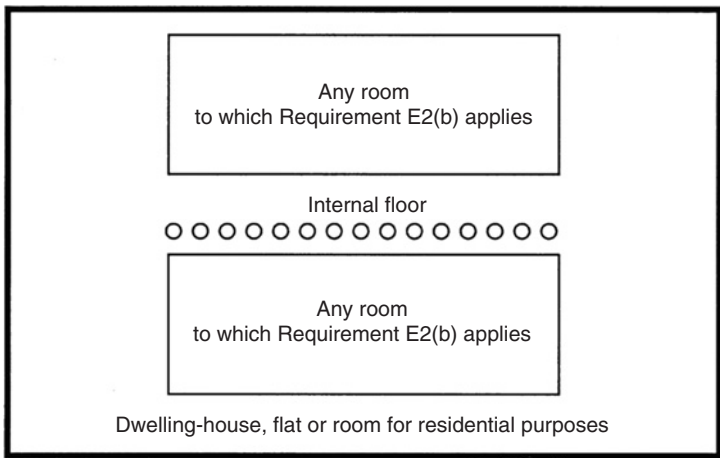 Any room
to which Requirement E2(b) applies
Internal floor
Any room
to which Requirement E2(b) applies
Dwelling-house, flat or room for residential purposes